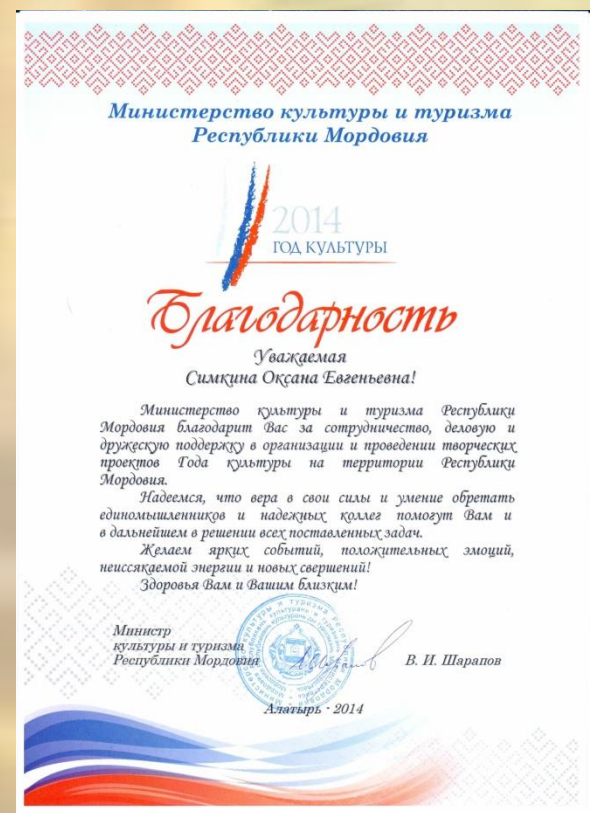 Министерство культуры и туризма
Республики Мордовия
2014
ГОД КУЛЬТУРЫ
Благодарность
Уважаемая
Симкина Оксана Евгеньевна!
Министерство культуры и туризма Республики
Мордовия благодарит Вас за сотрудничество, деловую и
дружескую поддержку в организации и проведении творческих
проектов Года культуры на территории Республики
Мордовия.
Надеемся, что вера в свои силы и умение обретать
единомышленников и надежных коллег помогут Вам и
в дальнейшем в решении всех поставленных задач.
Желаем ярких событий, положительных эмоций,
неиссякаемой энергии и новых свершений!
Здоровья Вам и Вашим близким!
Министр
культуры и туризма
Республики Мордовия
В. И. Шарапов
Алатырь - 2014